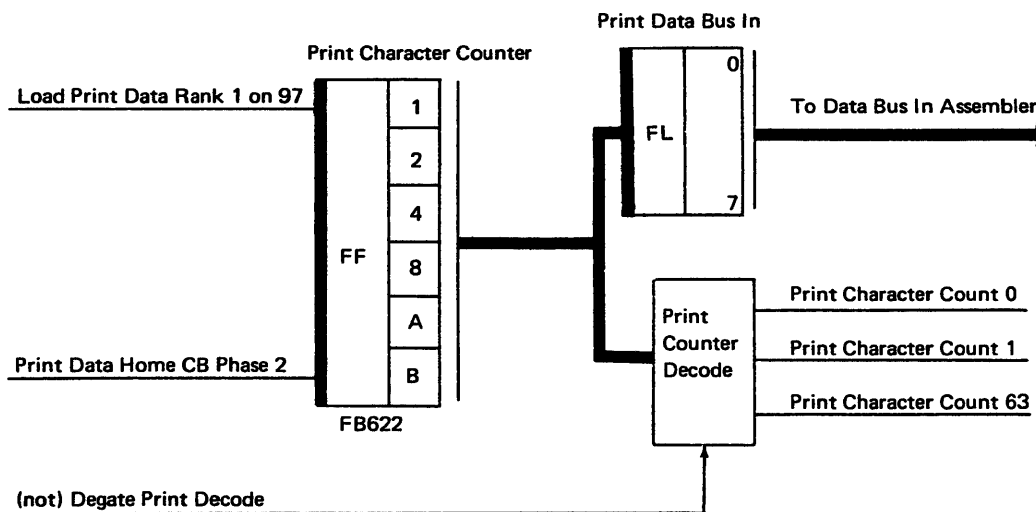 Print Data Bus In
Print Character Counter
Load Print Data Rank 1 on 97
1
2
4
8
A
B
FF
FB622
Print Data Home CB Phase 2
0
FL
7
To Data Bus In Assembler
Print
Counter
Decode
Print Character Count 0
Print Character Count 1
Print Character Count 63
(not) Degate Print Decode